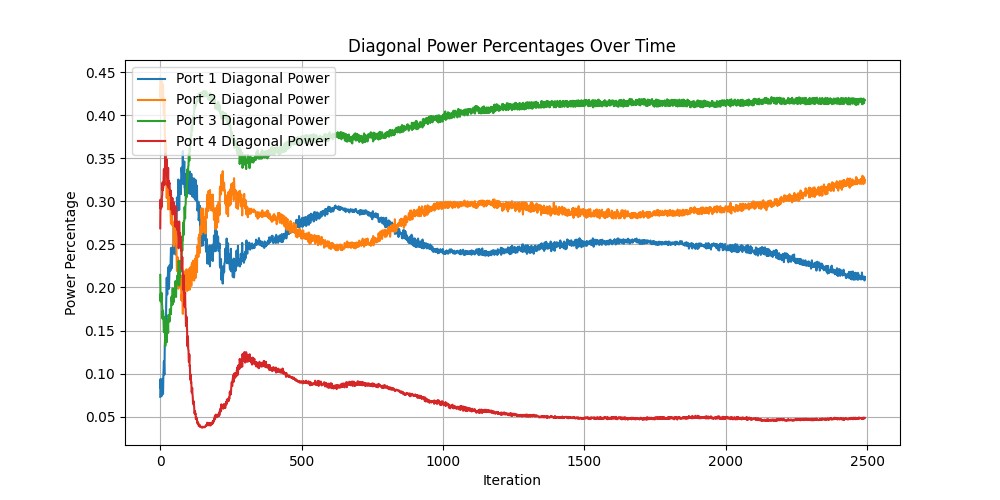 Diagonal Power Percentages Over Time
Port 1 Diagonal Power
Port 2 Diagonal Power
Port 3 Diagonal Power
Port 4 Diagonal Power
Power Percentage
0.45
0.40
0.35
0.30
0.25
0.20
0.15
0.10
0.05
0 500 1000 1500 2000 2500
Iteration